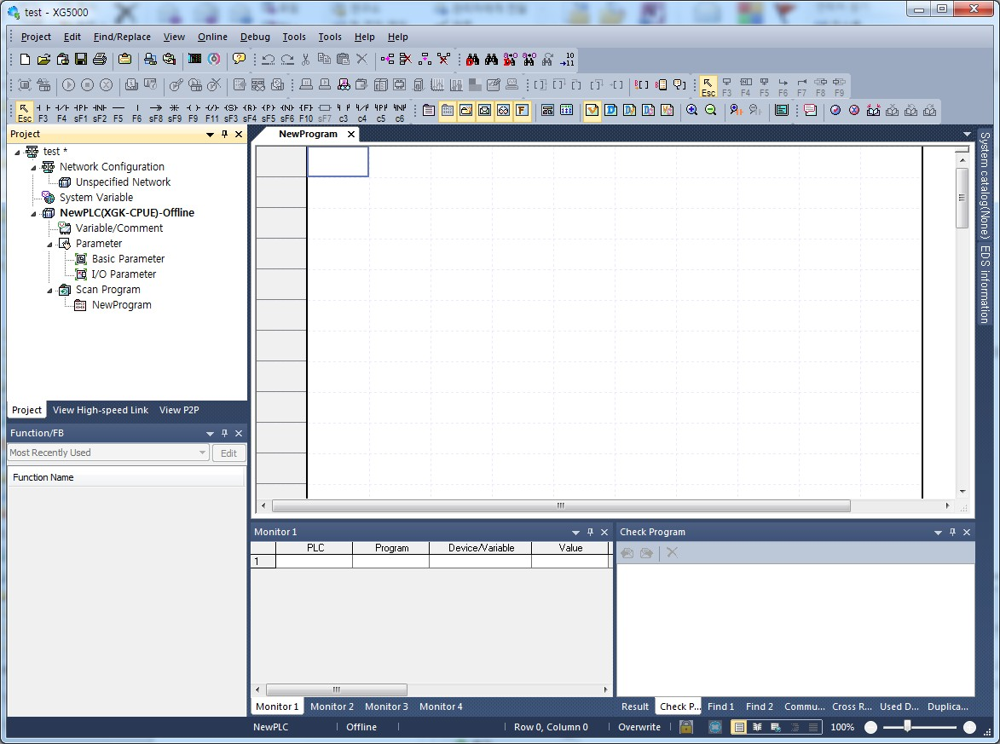 test - XG5000
Project Edit Find/Replace View Online Debug Tools Tools Help Help
Esc F3 F4 F5 F6 F7 F8 F9
Esc F3 F4 sF1 sF2 F5 F6 sF8 sF9 F9 F11 sF3 sF4 sF5 sF6 F10 sF7 c3 c4 c5 c6
Project
NewProgram
test *
Network Configuration
Unspecified Network
System Variable
NewPLC(XGK-CPUE)-Offline
Variable/Comment
Parameter
Basic Parameter
I/O Parameter
Scan Program
NewProgram
System catalog(None)
EDS information
Project View High-speed Link View P2P
Function/FB
Most Recently Used Edit
Function Name
Monitor 1
PLC Program Device/Variable Value
1
Monitor 1 Monitor 2 Monitor 3 Monitor 4
Check Program
Result Check P... Find 1 Find 2 Commu... Cross R... Used D... Duplica...
NewPLC Offline Row 0, Column 0 Overwrite 100%